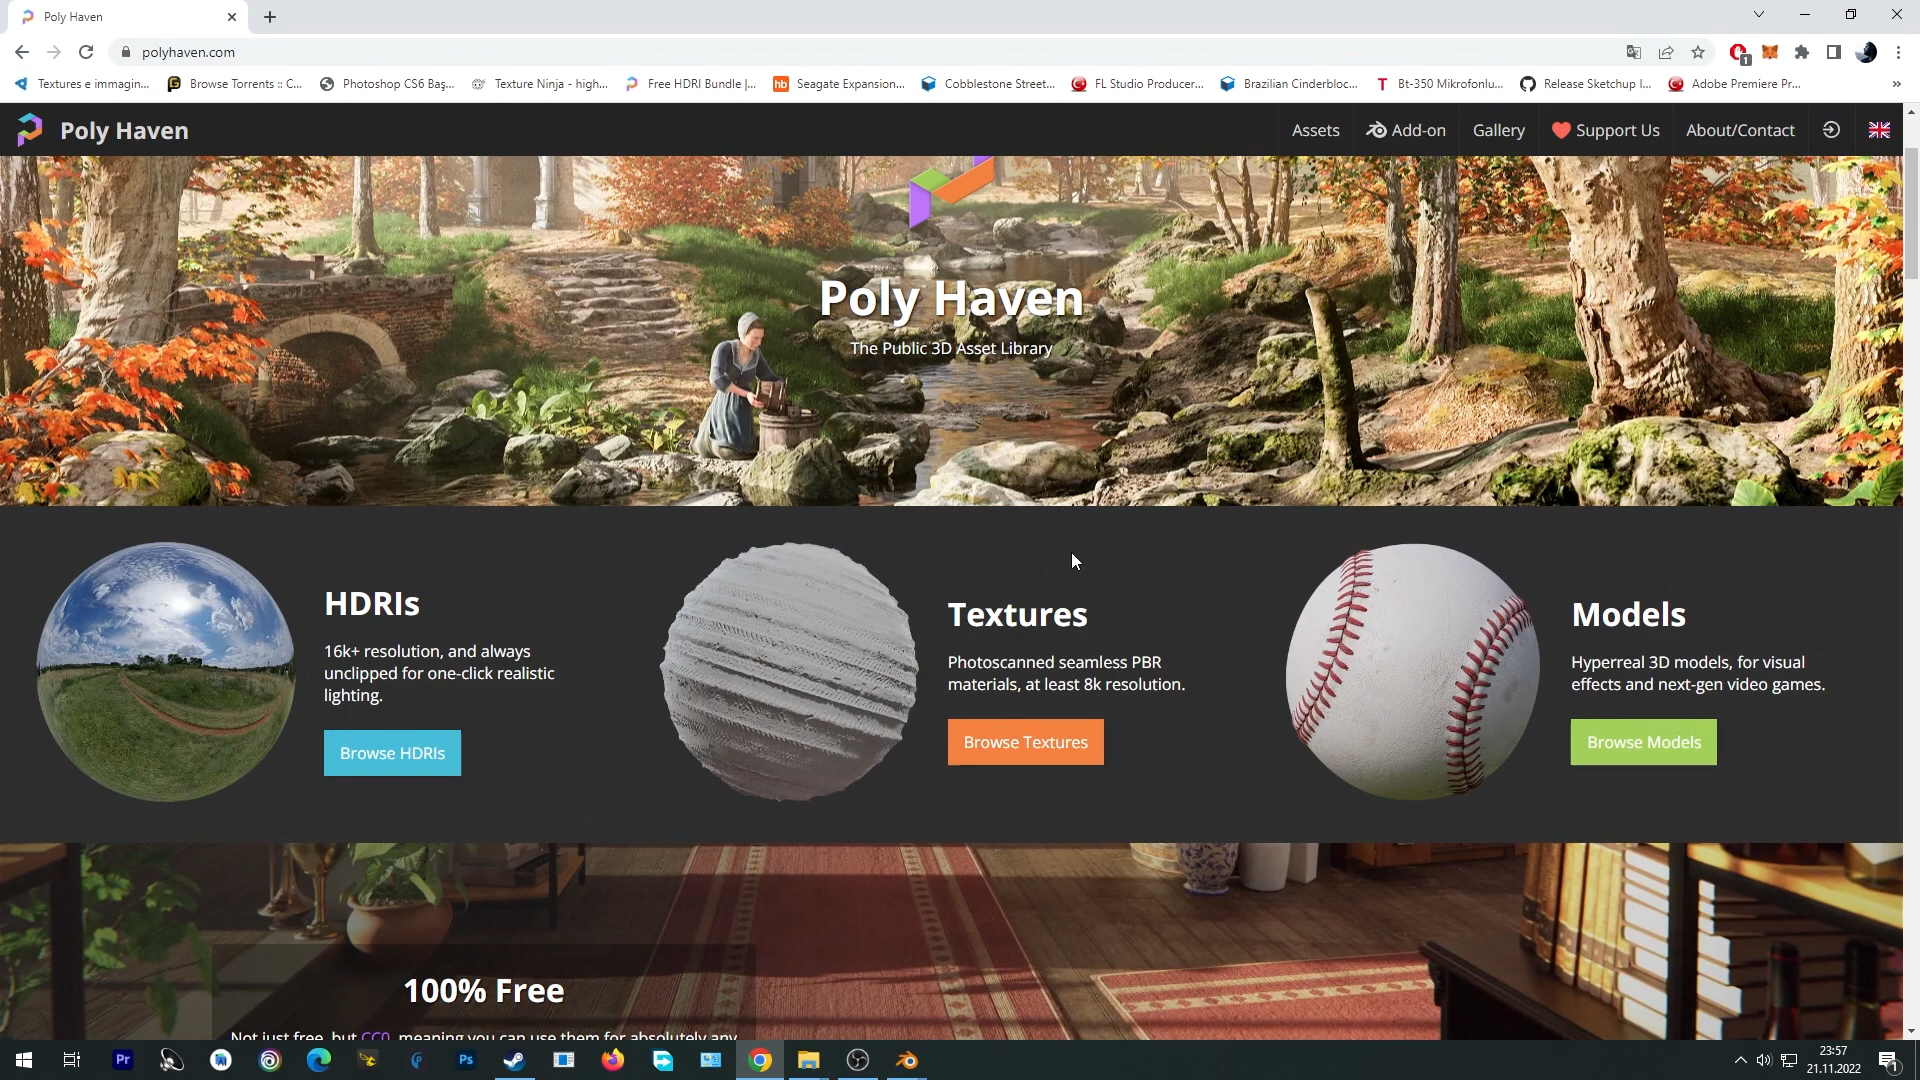 Poly Haven
polyhaven.com
1
Textures e immagin...
Browse Torrents :: C...
Photoshop CS6 Baş...
Texture Ninja - high...
Free HDRI Bundle |...
hb Seagate Expansion...
Cobblestone Street...
FL Studio Producer...
Brazilian Cinderbloc...
T Bt-350 Mikrofonlu...
Release Sketchup I...
Adobe Premiere Pr...
»
Poly Haven
Assets
Add-on
Gallery
Support Us
About/Contact
Poly Haven
The Public 3D Asset Library
HDRIs
16k+ resolution, and always
unclipped for one-click realistic
lighting.
Browse HDRIs
Textures
Photoscanned seamless PBR
materials, at least 8k resolution.
Browse Textures
Models
Hyperreal 3D models, for visual
effects and next-gen video games.
Browse Models
100% Free
Not just free, but CC0, meaning you can use them for absolutely any
Pr
Ps
23:57
21.11.2022
1